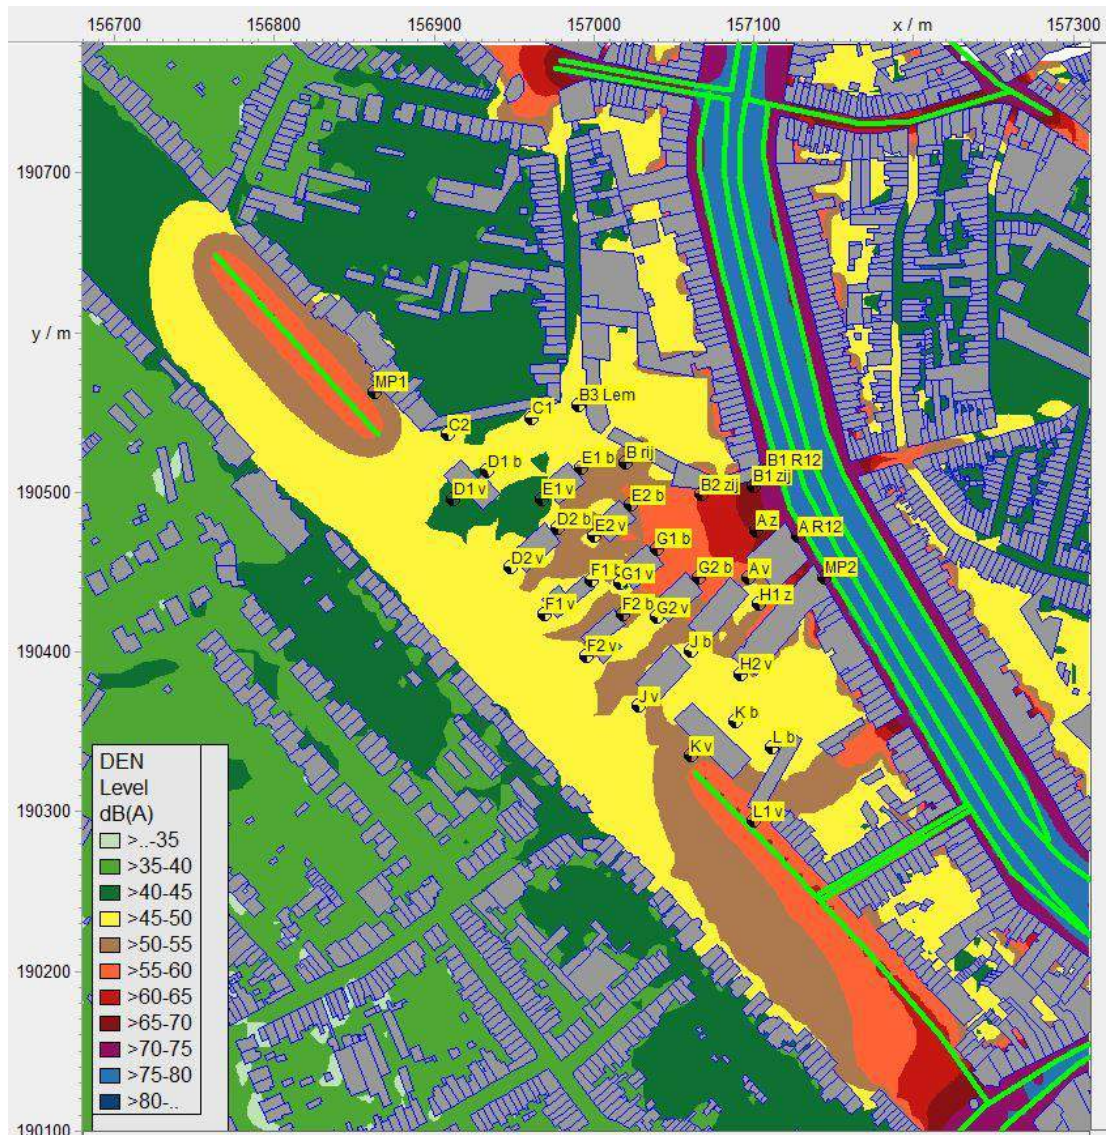 156700 156800 156900 157000 157100 x / m 157300
190700
y / m
MP1
B3 Lem
C1
C2
B rij
E1 b
D1 b
B1 R12
B1 zij
B2 zij
D1 v
E1 v
E2 b
D2 b
E2 v
A z
A R12
G1 b
190500
D2 v
F1 b
G1 v
G2 b
A v
MP2
H1 z
F1 v
F2 b
G2 v
190400
F2 v
J b
H2 v
J v
K b
L b
K v
190300
L1 v
190200
190100
DEN
Level
dB(A)
>..-35
>35-40
>40-45
>45-50
>50-55
>55-60
>60-65
>65-70
>70-75
>75-80
>80-..